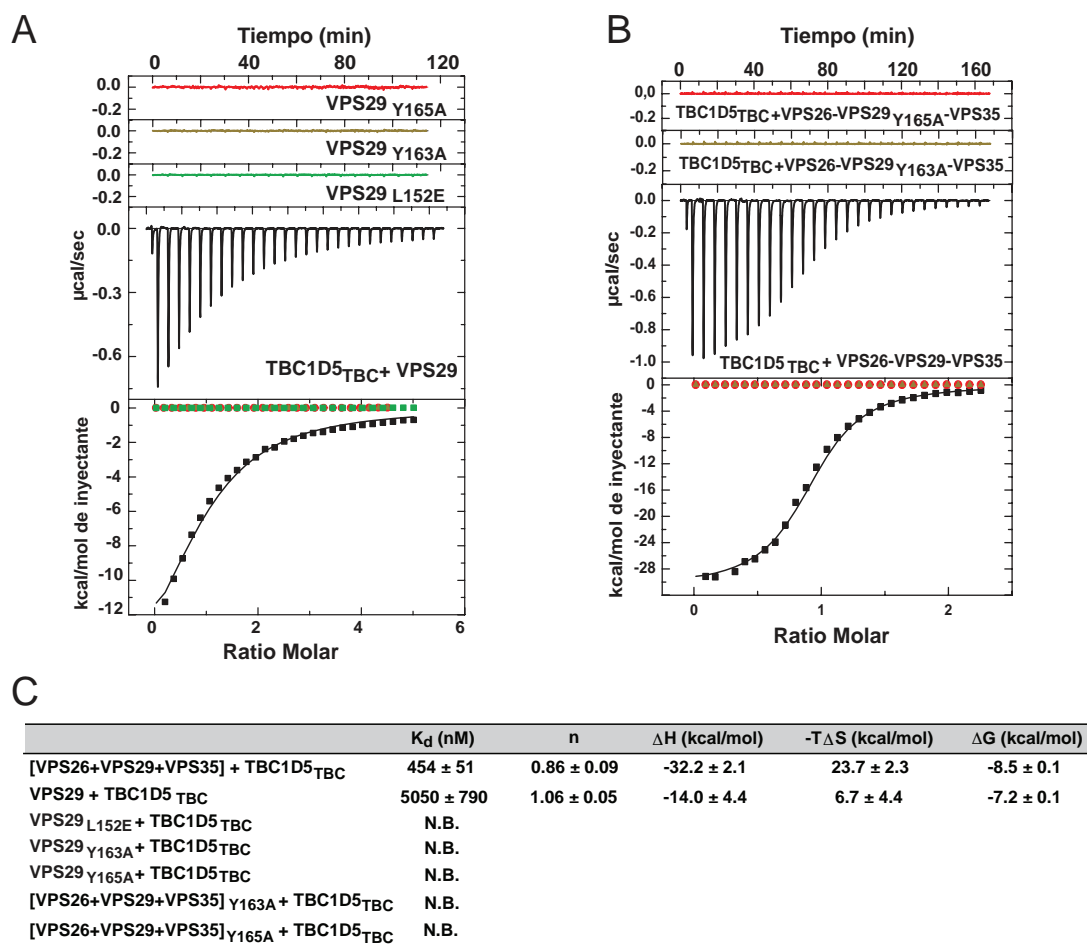 A
Tiempo (min)
0 40 80 120
0.0
-0.2
VPS29 Y165A
0.0
-0.2
VPS29 Y163A
0.0
-0.2
VPS29 L152E
0.0
-0.3
-0.6
µcal/sec
TBC1D5TBC+ VPS29
0
-2
-4
-6
-8
-10
-12
kcal/mol de inyectante
0 2 4 6
Ratio Molar
B
Tiempo (min)
0 40 80 120 160
0.0
-0.2
TBC1D5TBC+VPS26-VPS29 Y165A-VPS35
0.0
-0.2
TBC1D5TBC+VPS26-VPS29 Y163A-VPS35
0.0
-0.2
-0.4
-0.6
-0.8
-1.0
µcal/sec
TBC1D5TBC+ VPS26-VPS29-VPS35
0
-4
-8
-12
-16
-20
-24
-28
kcal/mol de inyectante
0 1 2
Ratio Molar
C
Kd (nM) n ΔH (kcal/mol) -TΔS (kcal/mol) ΔG (kcal/mol)
[VPS26+VPS29+VPS35] + TBC1D5TBC 454 ± 51 0.86 ± 0.09 -32.2 ± 2.1 23.7 ± 2.3 -8.5 ± 0.1
VPS29 + TBC1D5 TBC 5050 ± 790 1.06 ± 0.05 -14.0 ± 4.4 6.7 ± 4.4 -7.2 ± 0.1
VPS29 L152E + TBC1D5TBC N.B.
VPS29 Y163A + TBC1D5TBC N.B.
VPS29 Y165A + TBC1D5TBC N.B.
[VPS26+VPS29+VPS35] Y163A + TBC1D5TBC N.B.
[VPS26+VPS29+VPS35]Y165A + TBC1D5TBC N.B.